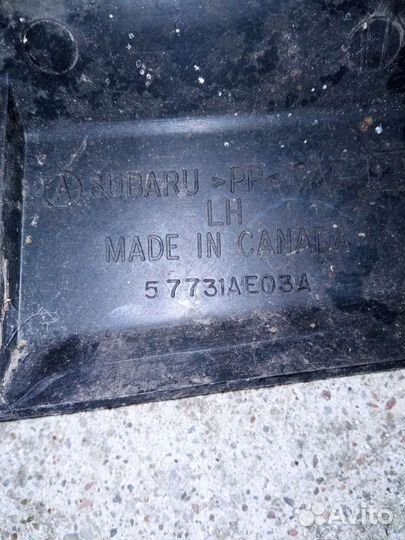 Ⓐ SUBARU >PP<
LH
MADE IN CANADA
57731AE03A
Avito